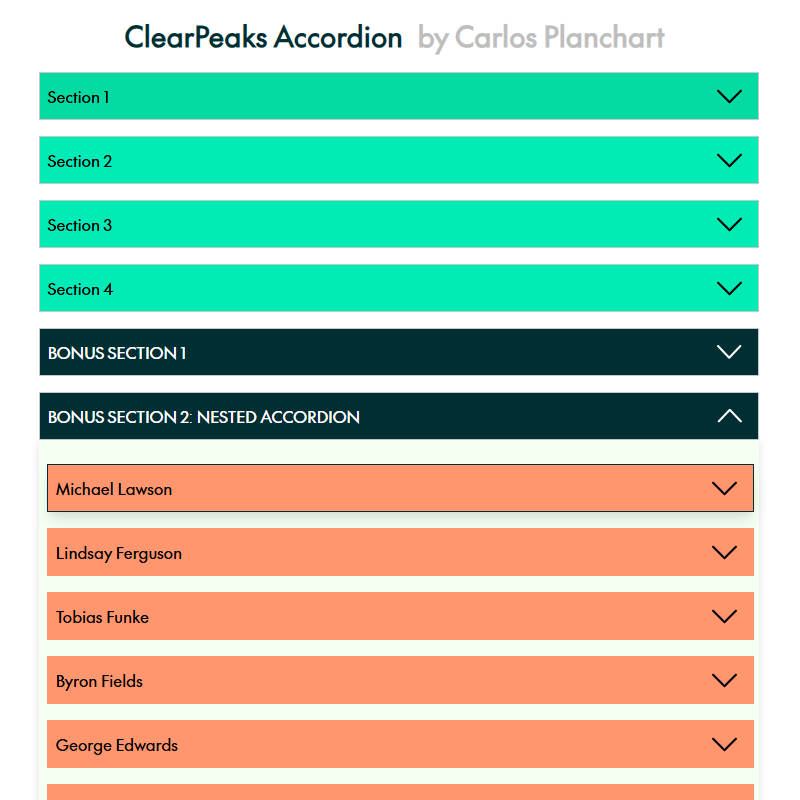 ClearPeaks Accordion by Carlos Planchart
Section 1
Section 2
Section 3
Section 4
BONUS SECTION 1
BONUS SECTION 2: NESTED ACCORDION
Michael Lawson
Lindsay Ferguson
Tobias Funke
Byron Fields
George Edwards